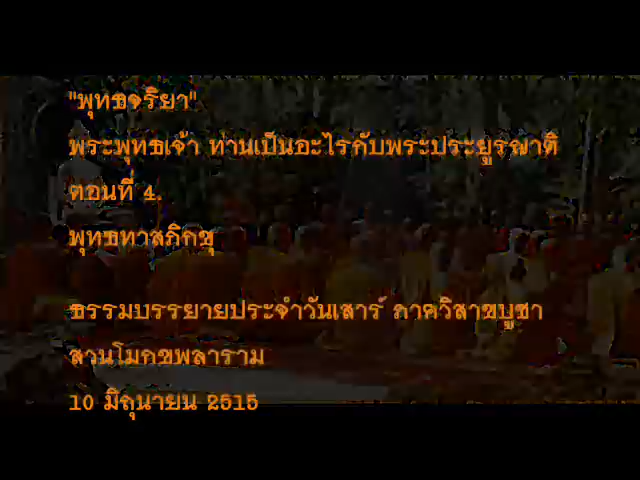 "พุทธจริยา"
พระพุทธเจ้า ท่านเป็นอะไรกับพระประยูรญาติ
ตอนที่ 4.
พุทธทาสภิกขุ
ธรรมบรรยายประจำวันเสาร์ ภาควิสาขบูชา
สวนโมกขพลาราม
10 มิถุนายน 2515